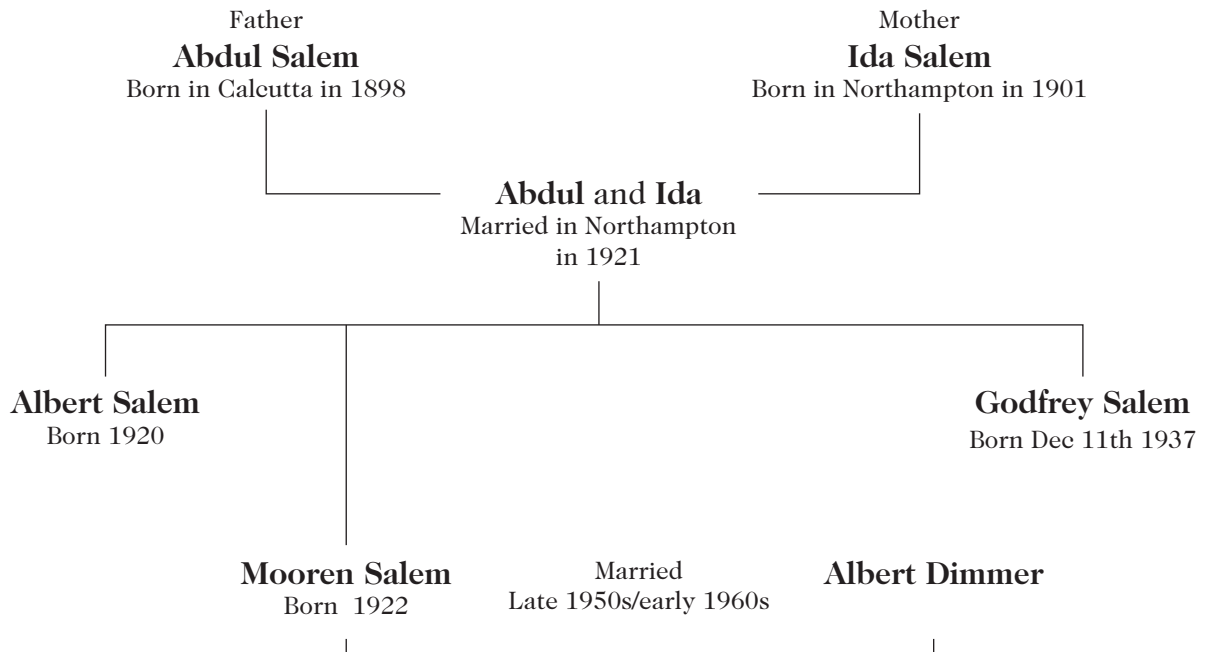 Father
Abdul Salem
Born in Calcutta in 1898
Mother
Ida Salem
Born in Northampton in 1901
Abdul and Ida
Married in Northampton
in 1921
Albert Salem
Born 1920
Godfrey Salem
Born Dec 11th 1937
Mooren Salem
Born 1922
Married
Late 1950s/early 1960s
Albert Dimmer